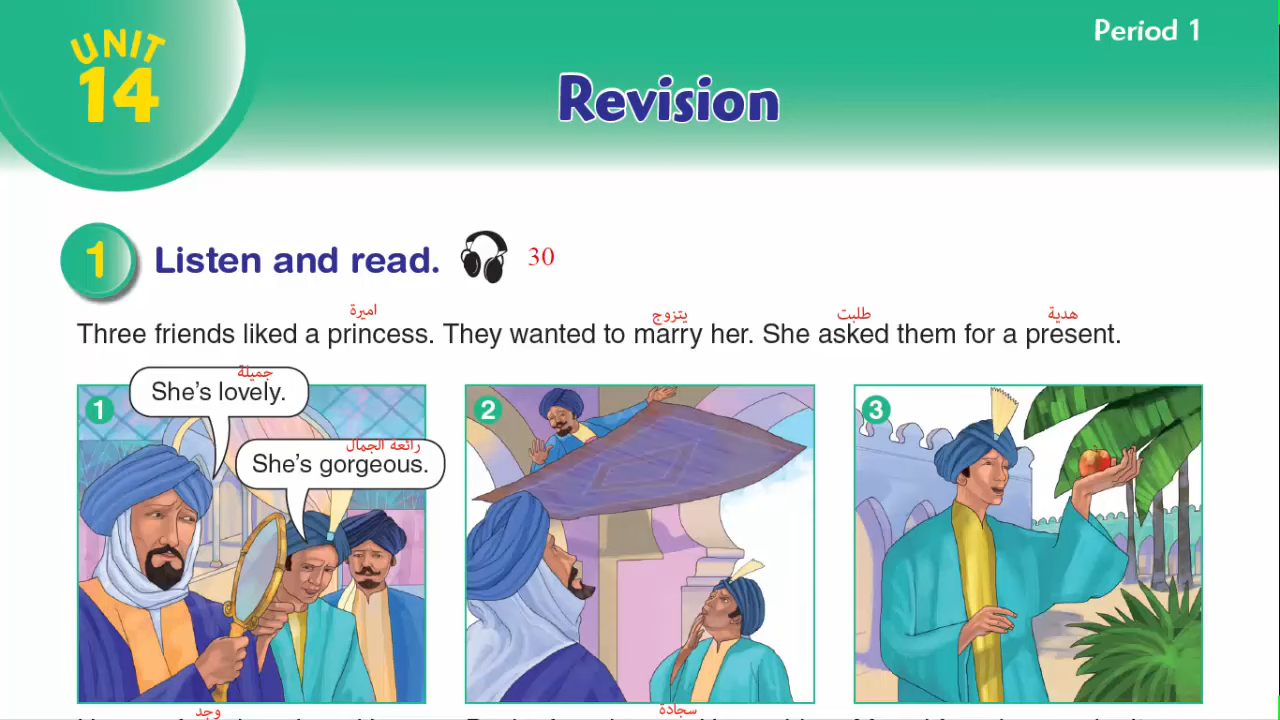 UNIT
14
Period 1
Revision
1 Listen and read. 30
اميرة يتزوج طلبت هدية
Three friends liked a princess. They wanted to marry her. She asked them for a present.
1
جميلة
She's lovely.
رائعة الجمال
She's gorgeous.
2
3
وجد
سجادة